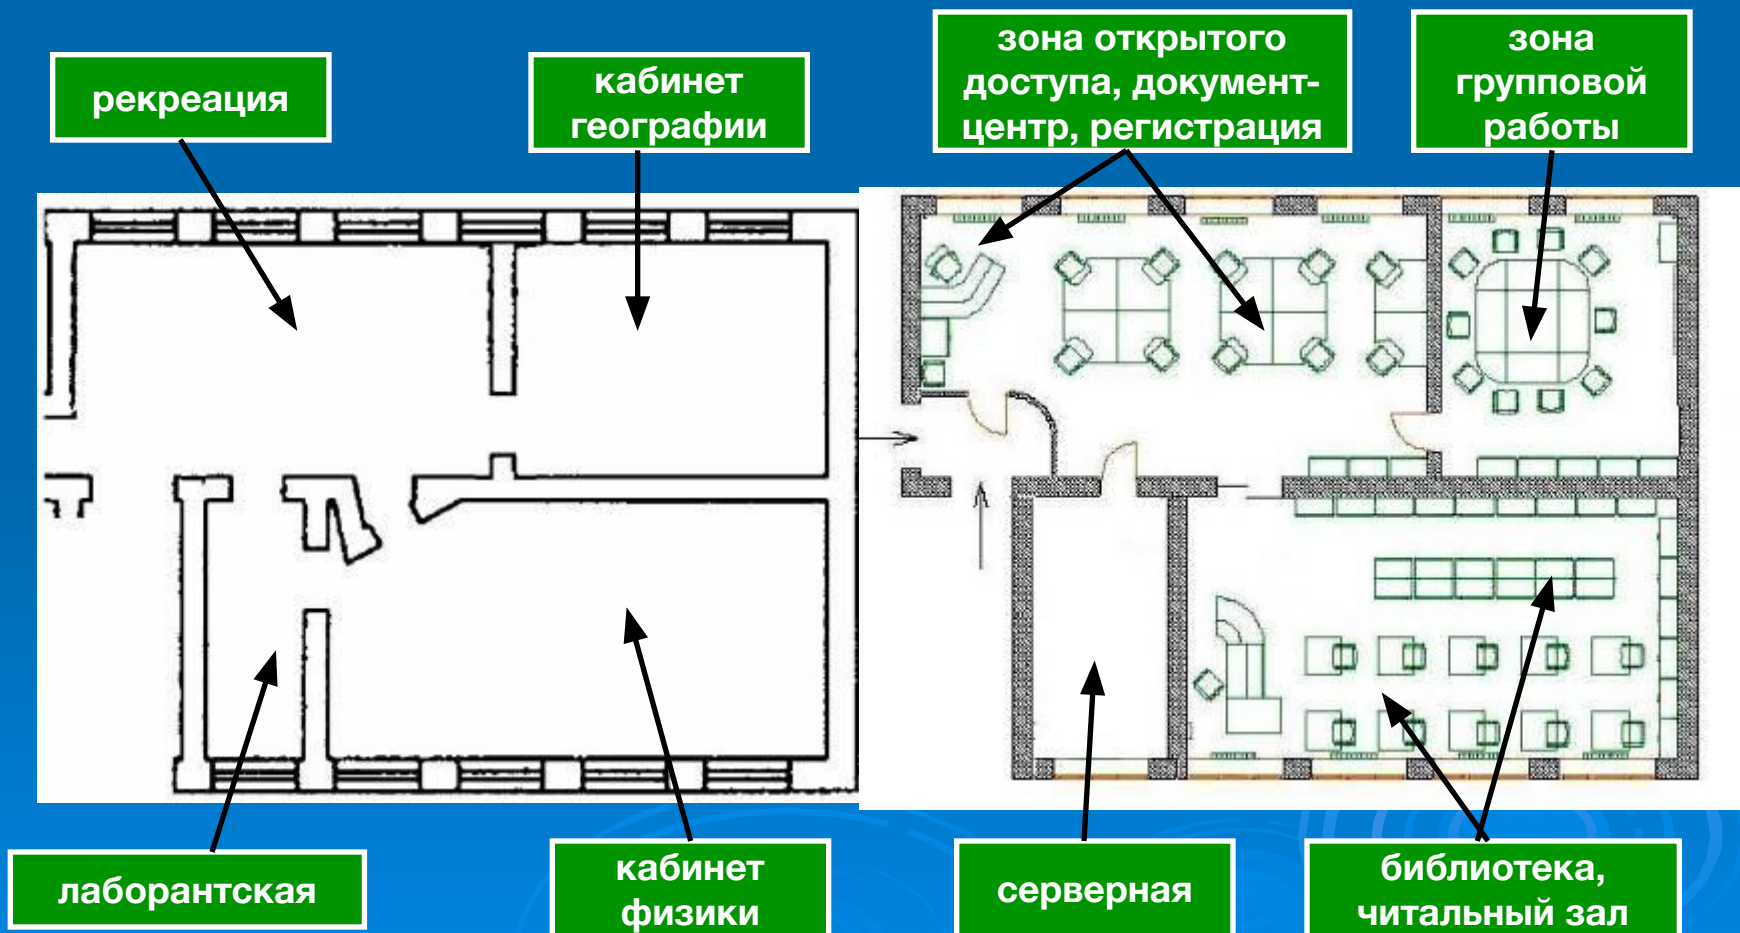 рекреация
кабинет
географии
зона открытого
доступа, документ-
центр, регистрация
зона
групповой
работы
лаборантская
кабинет
физики
серверная
библиотека,
читальный зал